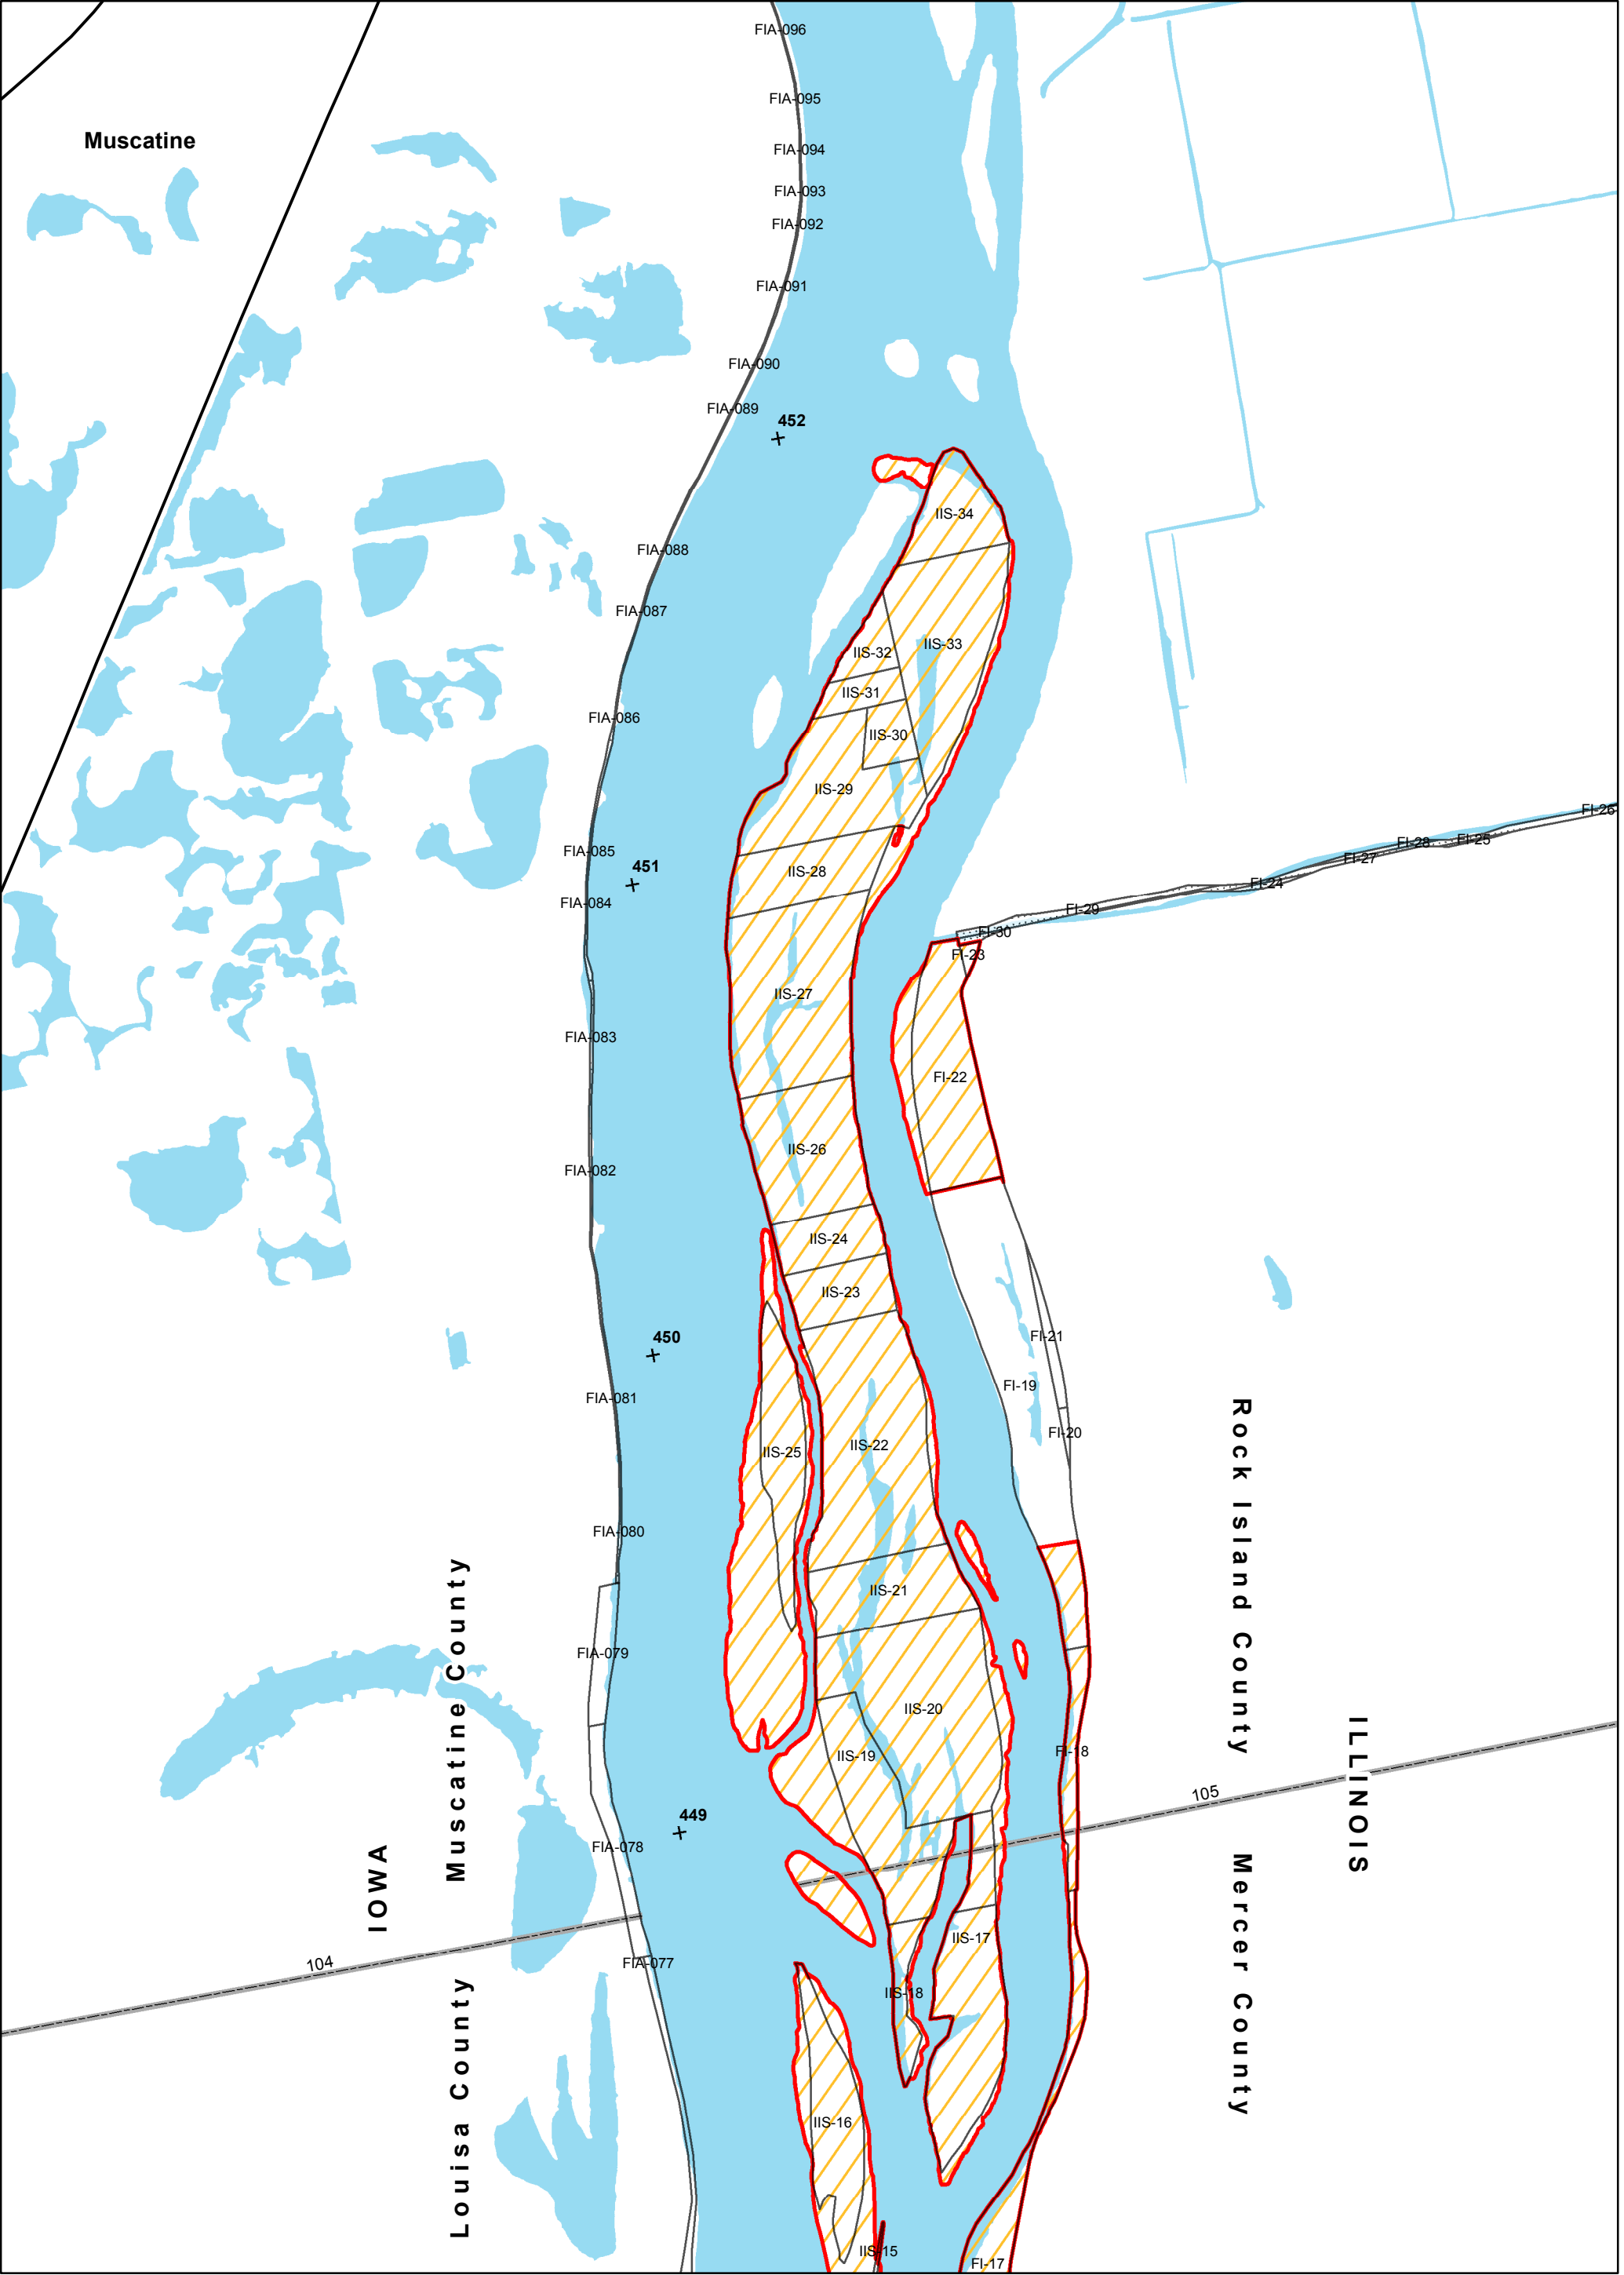 FIA-096
FIA-095
Muscatine
FIA-094
FIA-093
FIA-092
FIA-091
FIA-090
FIA-089
452
IIS-34
FIA-088
FIA-087
IIS-33
IIS-32
IIS-31
FIA-086
IIS-30
IIS-29
FI-26
FI-25
FI-28
FIA-085
FI-27
451
IIS-28
FI-24
FIA-084
FI-29
FI-30
FI-23
IIS-27
FIA-083
FI-22
IIS-26
FIA-082
IIS-24
IIS-23
450
FI-21
FI-19
FIA-081
FI-20
IIS-22
IIS-25
FIA-080
IIS-21
FIA-079
IIS-20
FI-18
IIS-19
Rock Island County
ILLINOIS
105
449
FIA-078
Muscatine County
IOWA
IIS-17
104
FIA-077
IIS-18
Mercer County
Louisa County
IIS-16
IIS-15
FI-17